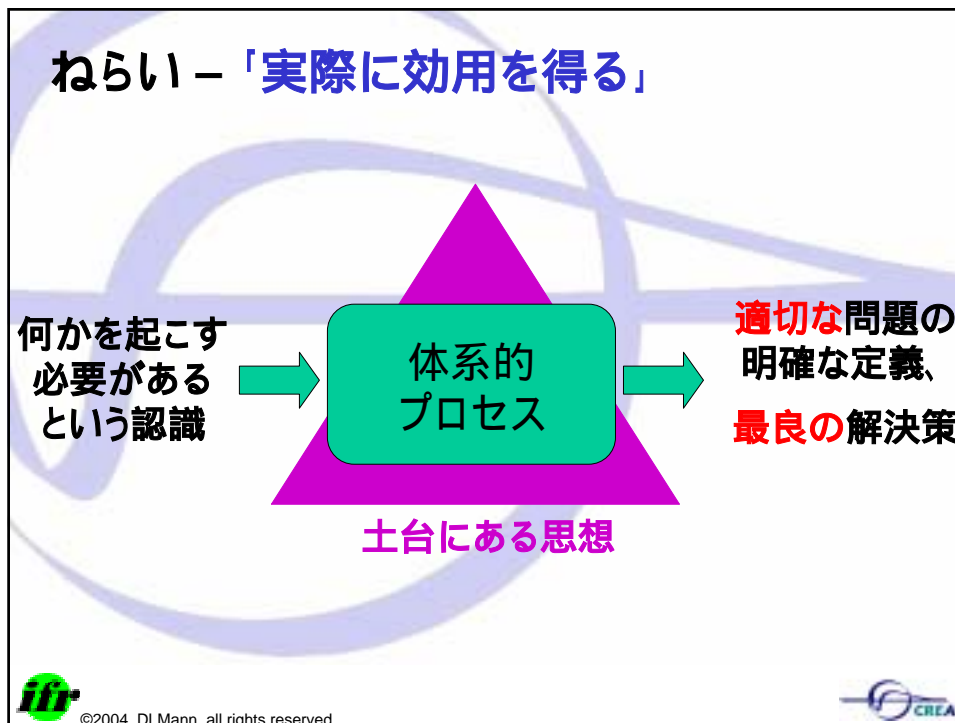 ねらい – 「実際に効用を得る」
何かを起こす
必要がある
という認識
体系的
プロセス
適切な問題の
明確な定義、
最良の解決策
土台にある思想
ifr
©2004, DLMann, all rights reserved
CREA